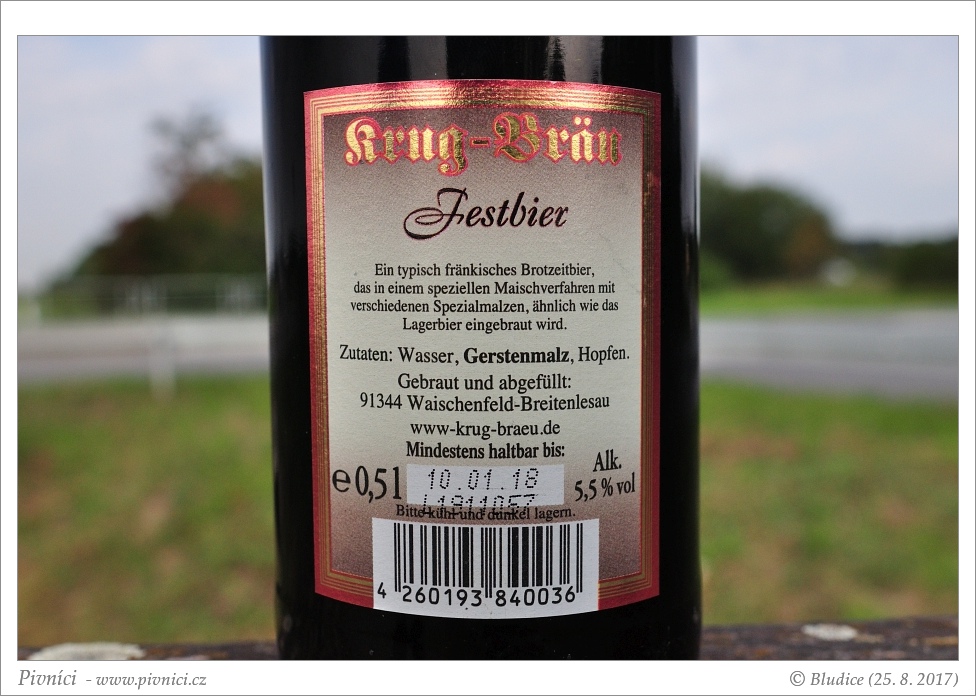 Krug-Bräu
Festbier
Ein typisch fränkisches Brotzeitbier,
das in einem speziellen Maischverfahren mit
verschiedenen Spezialmalzen, ähnlich wie das
Lagerbier eingebraut wird.
Zutaten: Wasser, Gerstenmalz, Hopfen.
Gebraut und abgefüllt:
91344 Waischenfeld-Breitenlesau
www-krug-braeu.de
Mindestens haltbar bis:
℮ 0,5 l
10.01.18
Alk.
5,5 % vol
Bitte kühl und dunkel lagern.
4 260193 840036
Pivníci - www.pivnici.cz
© Bludice (25. 8. 2017)